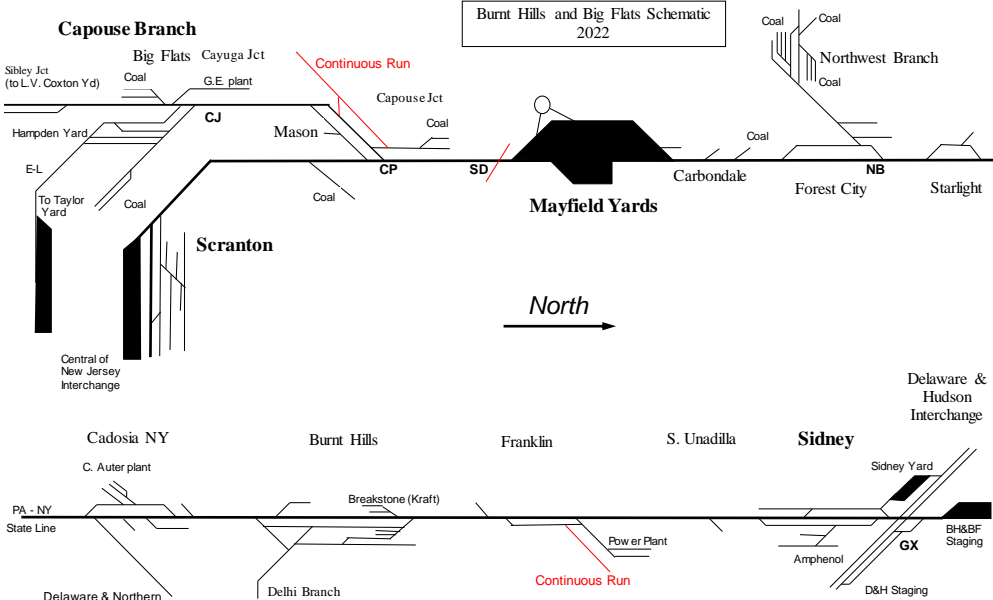 Burnt Hills and Big Flats Schematic
2022
Capouse Branch
Big Flats
Cayuga Jct
Sibley Jct
(to L.V. Coxton Yd)
Coal
G.E. plant
Continuous Run
Capouse Jct
Coal
Coal
Coal
Northwest Branch
Coal
Hampden Yard
CJ
Mason
Coal
E-L
CP
SD
Carbondale
NB
Forest City
Starlight
To Taylor
Yard
Coal
Coal
Mayfield Yards
Scranton
North
Central of
New Jersey
Interchange
Delaware &
Hudson
Interchange
Cadosia NY
Burnt Hills
Franklin
S. Unadilla
Sidney
C. Auter plant
Sidney Yard
Breakstone (Kraft)
PA - NY
State Line
Power Plant
Amphenol
GX
BH&BF
Staging
Continuous Run
Delaware & Northern
Delhi Branch
D&H Staging